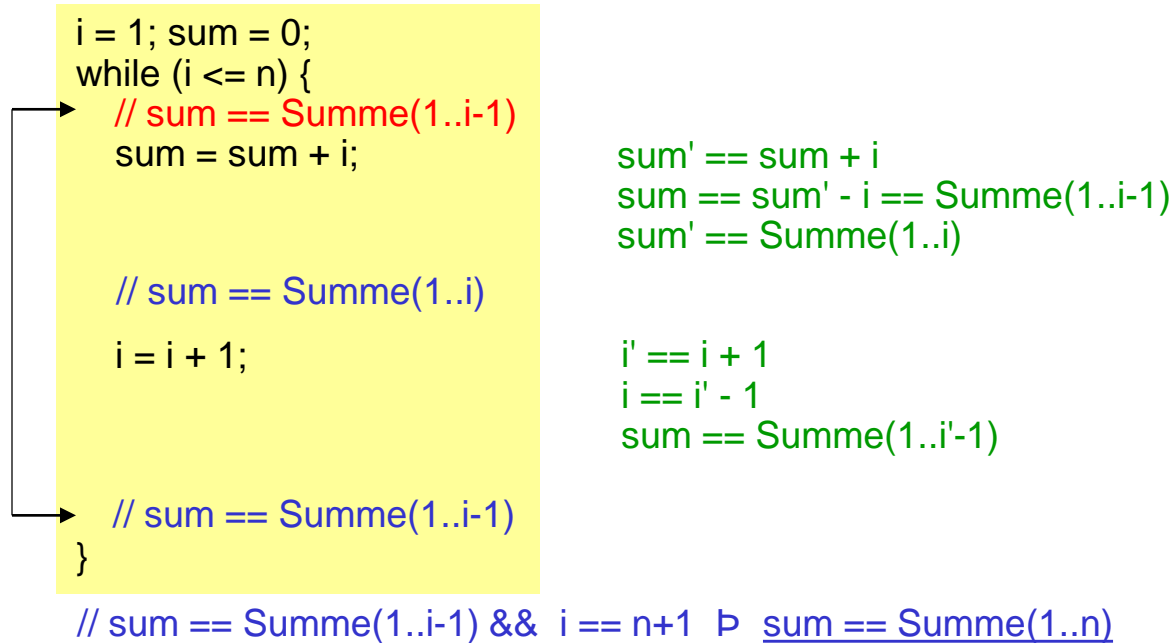 i = 1; sum = 0;
while (i <= n) {
// sum == Summe(1..i-1)
sum = sum + i;
sum' == sum + i
sum == sum' - i == Summe(1..i-1)
sum' == Summe(1..i)
// sum == Summe(1..i)
i = i + 1;
i' == i + 1
i == i' - 1
sum == Summe(1..i'-1)
// sum == Summe(1..i-1)
}
// sum == Summe(1..i-1) && i == n+1 Þ sum == Summe(1..n)